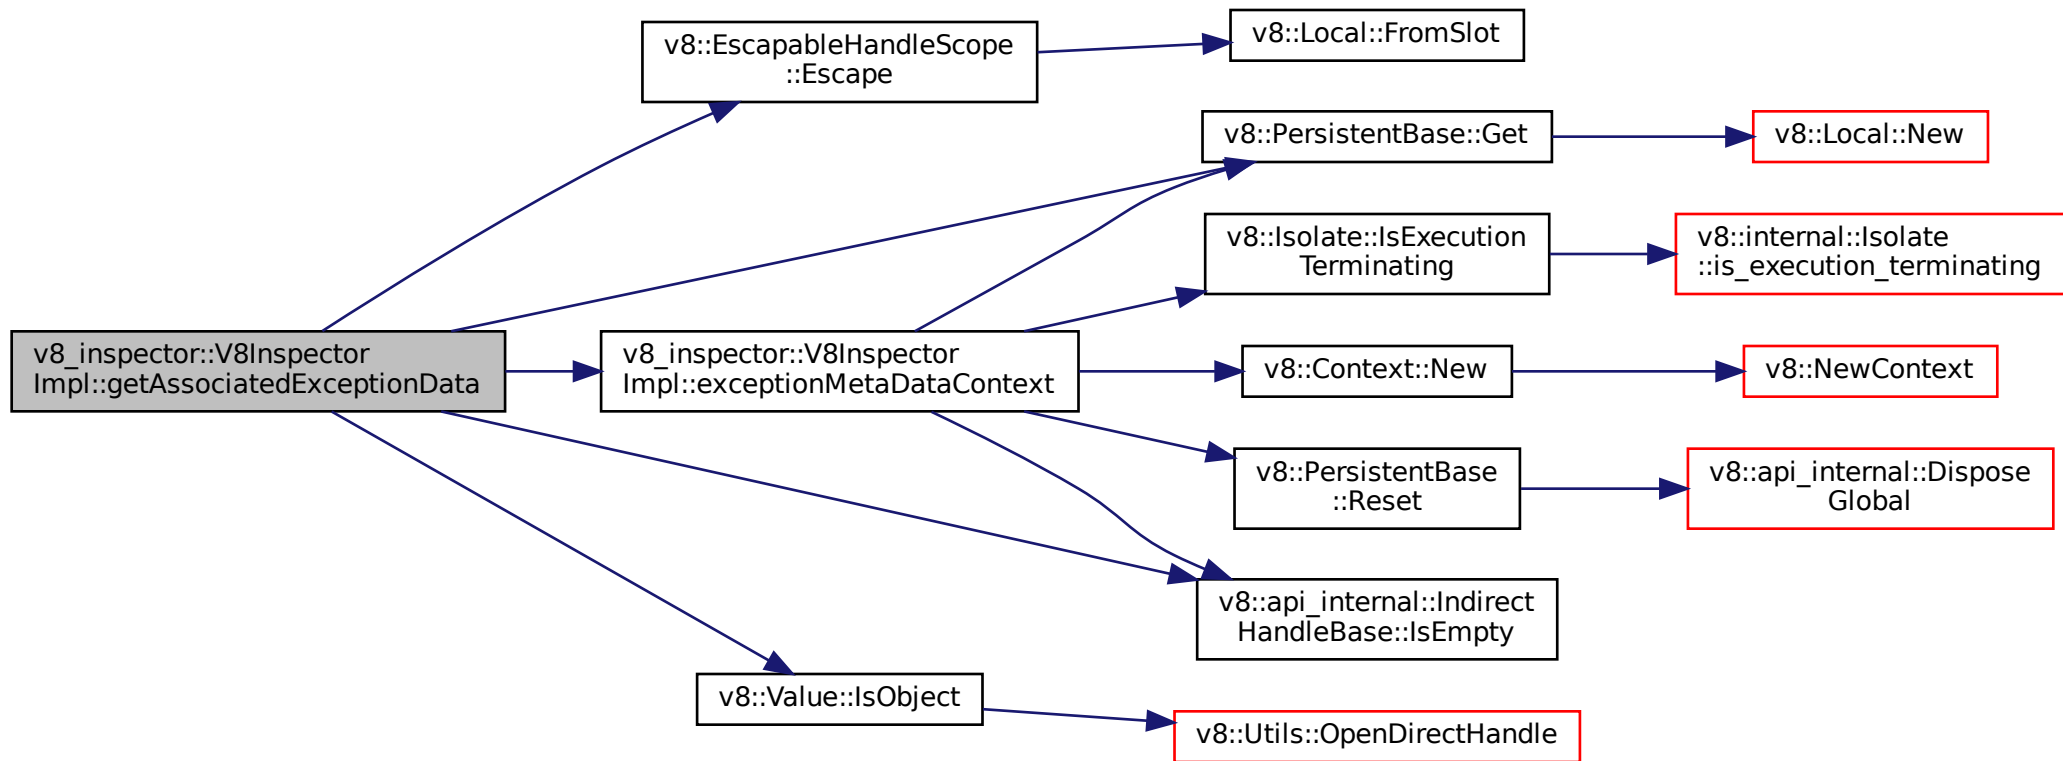 v8::EscapableHandleScope
::Escape
v8::Local::FromSlot
v8::PersistentBase::Get
v8::Local::New
v8::Isolate::IsExecution
Terminating
v8::internal::Isolate
::is_execution_terminating
v8_inspector::V8Inspector
Impl::getAssociatedExceptionData
v8_inspector::V8Inspector
Impl::exceptionMetaDataContext
v8::Context::New
v8::NewContext
v8::PersistentBase
::Reset
v8::api_internal::Dispose
Global
v8::api_internal::Indirect
HandleBase::IsEmpty
v8::Value::IsObject
v8::Utils::OpenDirectHandle